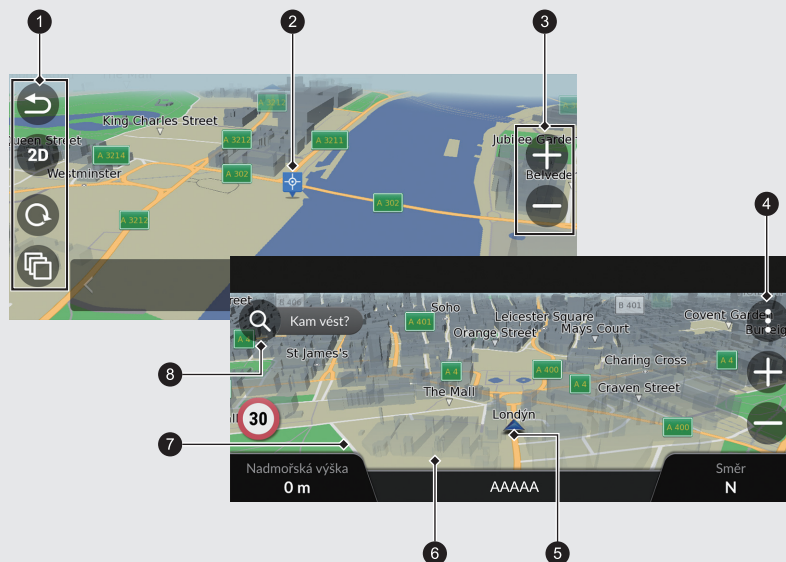 1
2
3
A 3211
King Charles Street
Queen Street
A 3212
A 3211
Jubilee Garde
2D
A 3214
Westminster
A 302
Belveder
A 302
A 3212
4
reet
B 406
Soho
B 401
Kam vést?
A 401
Leicester Square
Covent Garde
Orange Street
Mays Court
A 4
St James's
Charing Cross
A 4
8
A 4
A 400
A 4
The Mall
Craven Street
30
Londýn
A 400
7
Nadmořská výška
Směr
0 m
AAAAA
N
6
5